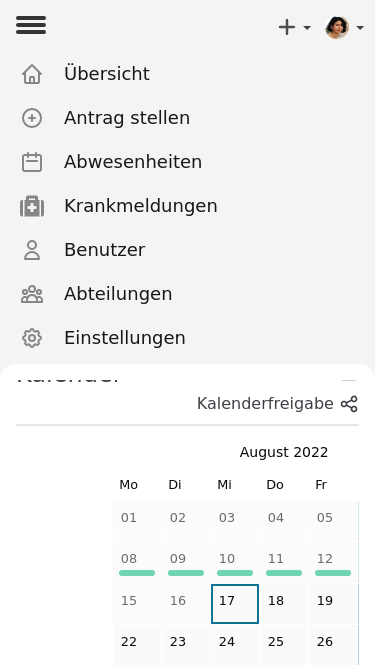 Übersicht
Antrag stellen
Abwesenheiten
Krankmeldungen
Benutzer
Abteilungen
Einstellungen
Kalenderfreigabe
August 2022
Mo Di Mi Do Fr
01 02 03 04 05
08 09 10 11 12
15 16 17 18 19
22 23 24 25 26